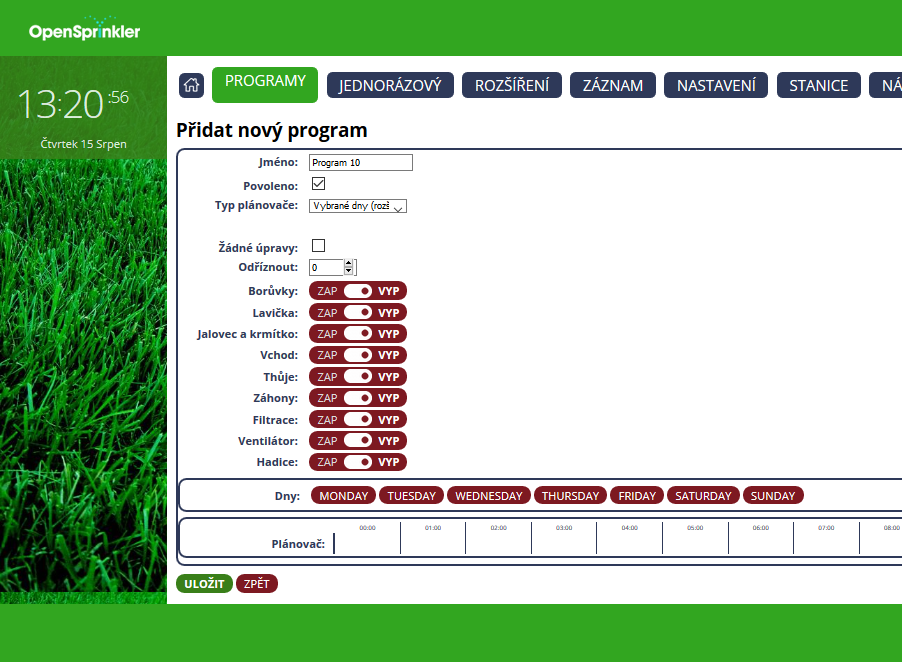 OpenSprinkler
13:20:56
Čtvrtek 15 Srpen
PROGRAMY JEDNORÁZOVÝ ROZŠÍŘENÍ ZÁZNAM NASTAVENÍ STANICE NÁ
Přidat nový program
Jméno: Program 10
Povoleno:
Typ plánovače: Vybrané dny (rozš
Žádné úpravy:
Odříznout: 0
Borůvky: ZAP VYP
Lavička: ZAP VYP
Jalovec a krmítko: ZAP VYP
Vchod: ZAP VYP
Thůje: ZAP VYP
Záhony: ZAP VYP
Filtrace: ZAP VYP
Ventilátor: ZAP VYP
Hadice: ZAP VYP
Dny: MONDAY TUESDAY WEDNESDAY THURSDAY FRIDAY SATURDAY SUNDAY
00:00 01:00 02:00 03:00 04:00 05:00 06:00 07:00 08:00
Plánovač:
ULOŽIT ZPĚT